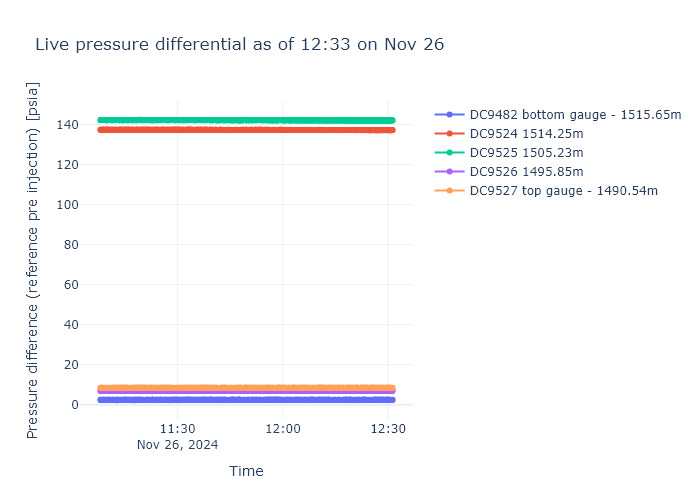 Live pressure differential as of 12:33 on Nov 26
Pressure difference (reference pre injection) [psia]
140
120
100
80
60
40
20
0
11:30
Nov 26, 2024
12:00
12:30
Time
DC9482 bottom gauge - 1515.65m
DC9524 1514.25m
DC9525 1505.23m
DC9526 1495.85m
DC9527 top gauge - 1490.54m